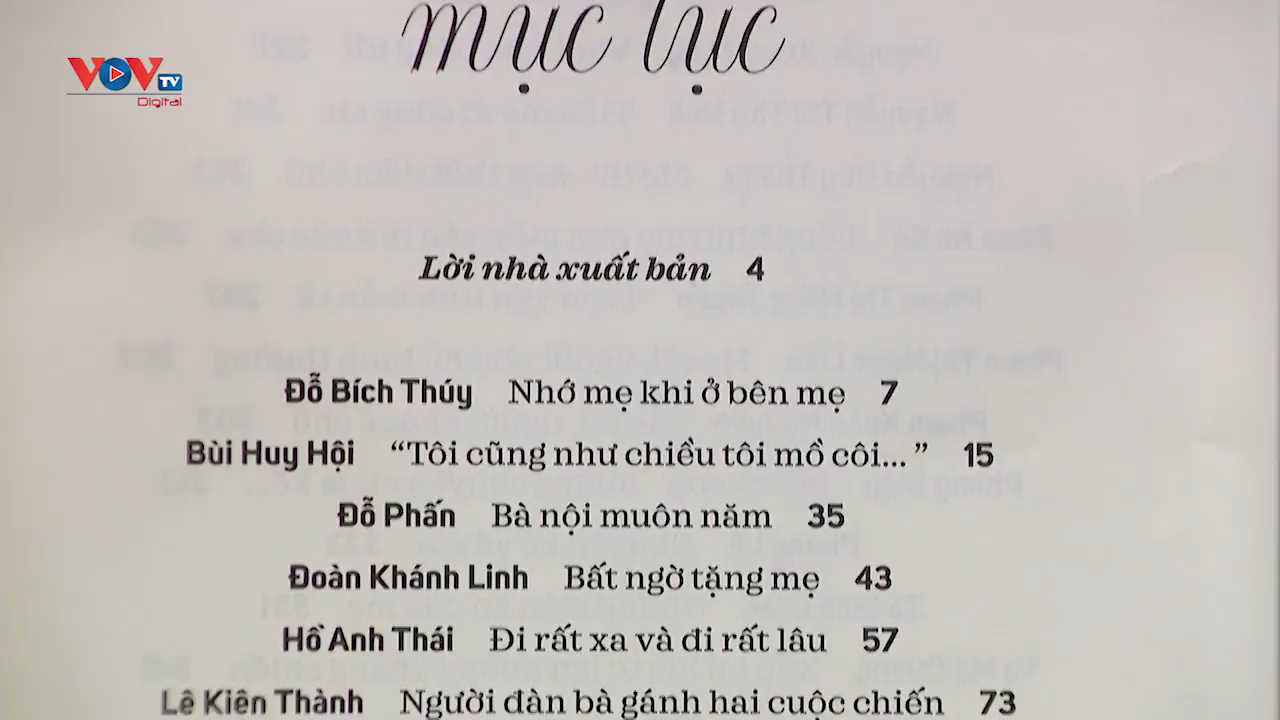 mục lục
VOVTV
Digital
Lời nhà xuất bản 4
Đỗ Bích Thúy Nhớ mẹ khi ở bên mẹ 7
Bùi Huy Hội “Tôi cũng như chiều tôi mồ côi... ” 15
Đỗ Phấn Bà nội muôn năm 35
Đoàn Khánh Linh Bất ngờ tặng mẹ 43
Hồ Anh Thái Đi rất xa và đi rất lâu 57
Lê Kiên Thành Người đàn bà gánh hai cuộc chiến 73